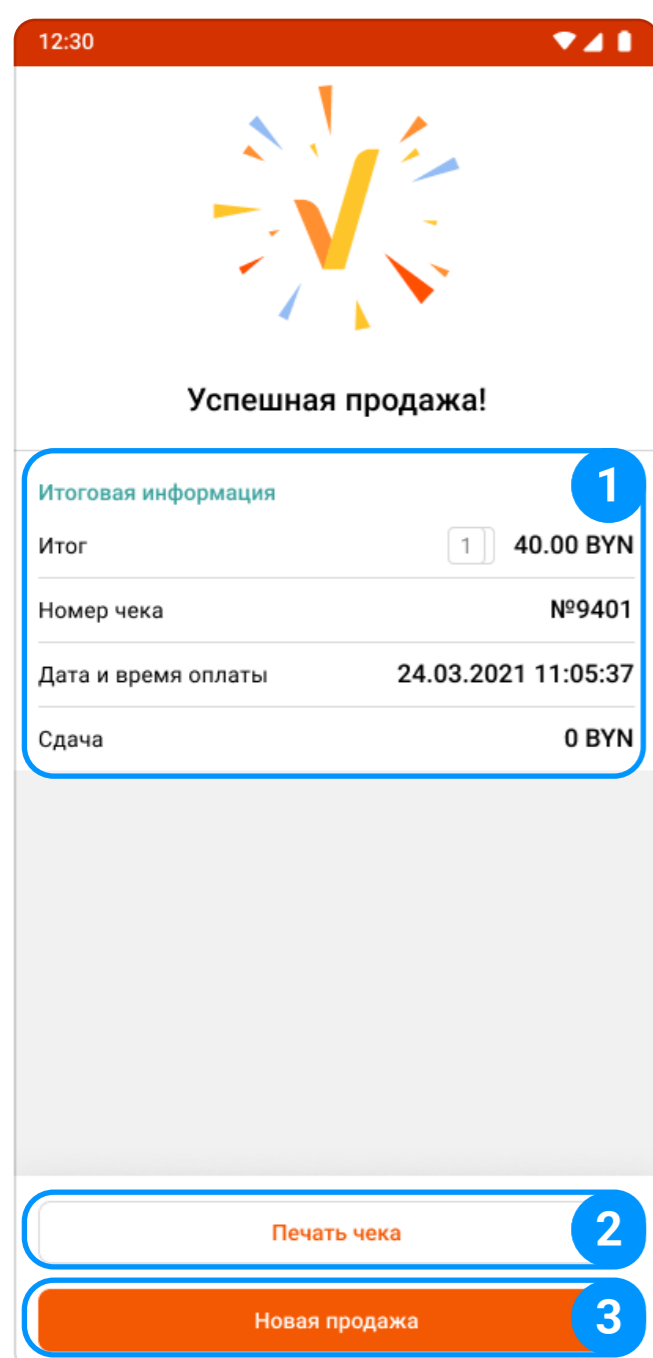 12:30
Успешная продажа!
1
Итоговая информация
Итог 1 40.00 BYN
Номер чека №9401
Дата и время оплаты 24.03.2021 11:05:37
Сдача 0 BYN
Печать чека 2
Новая продажа 3